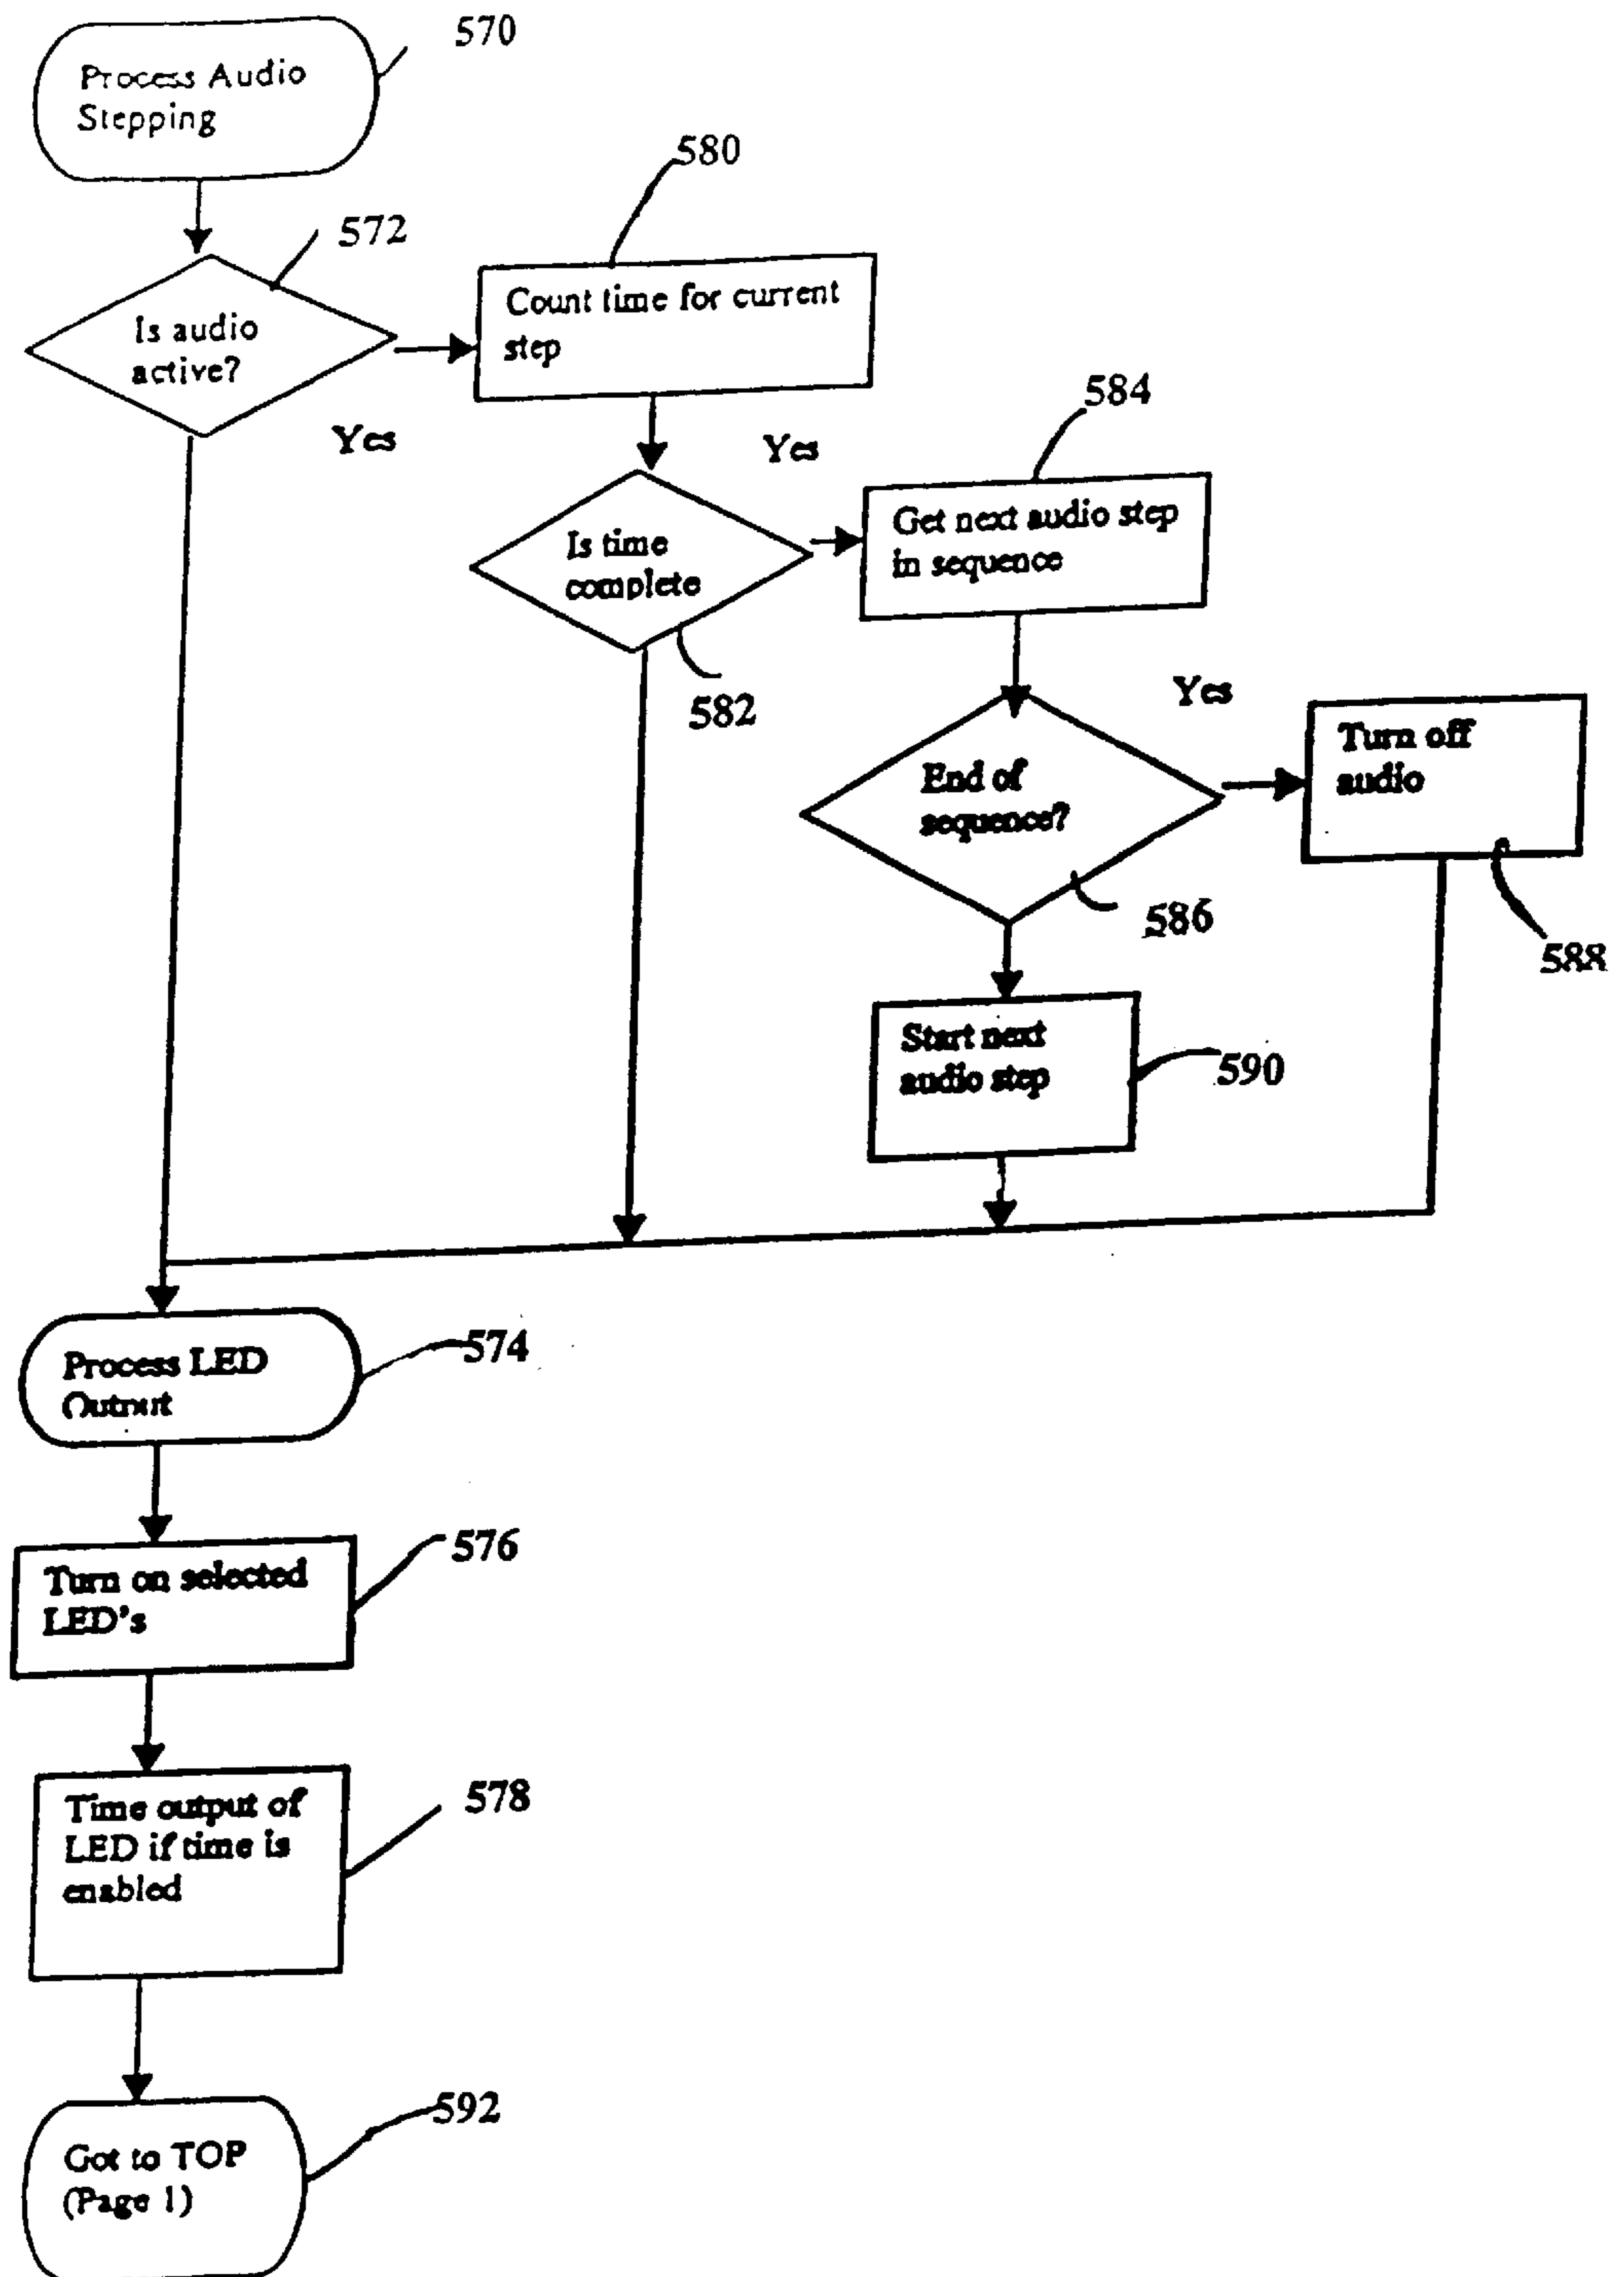 570
Process Audio
Stepping
580
572
Is audio
active?
Count time for current
step
Yes
584
Yes
Is time
complete
Get next audio step
in sequence
582
Yes
End of
sequence?
Turn off
audio
586
588
Start next
audio step
590
Process LED
Output
574
Turn on selected
LED's
576
Time output of
LED if time is
enabled
578
592
Got to TOP
(Page 1)